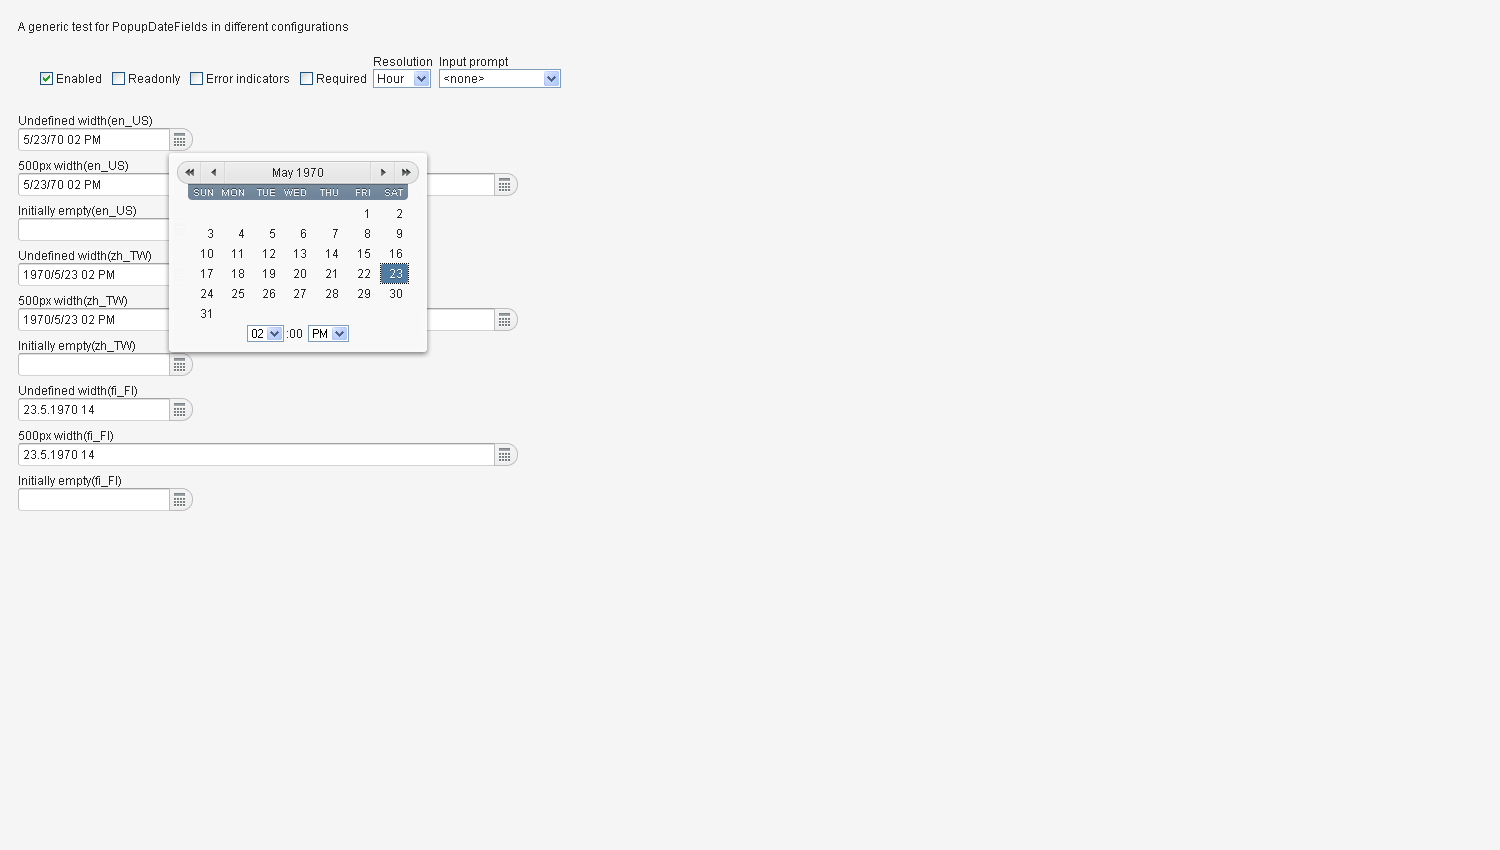 A generic test for PopupDateFields in different configurations
Resolution Input prompt
Enabled Readonly Error indicators Required Hour <none>
Undefined width(en_US)
5/23/70 02 PM
500px width(en_US)
5/23/70 02 PM
Initially empty(en_US)
Undefined width(zh_TW)
1970/5/23 02 PM
500px width(zh_TW)
1970/5/23 02 PM
Initially empty(zh_TW)
Undefined width(fi_FI)
23.5.1970 14
500px width(fi_FI)
23.5.1970 14
Initially empty(fi_FI)
May 1970
SUN MON TUE WED THU FRI SAT
1 2
3 4 5 6 7 8 9
10 11 12 13 14 15 16
17 18 19 20 21 22 23
24 25 26 27 28 29 30
31
02 :00 PM